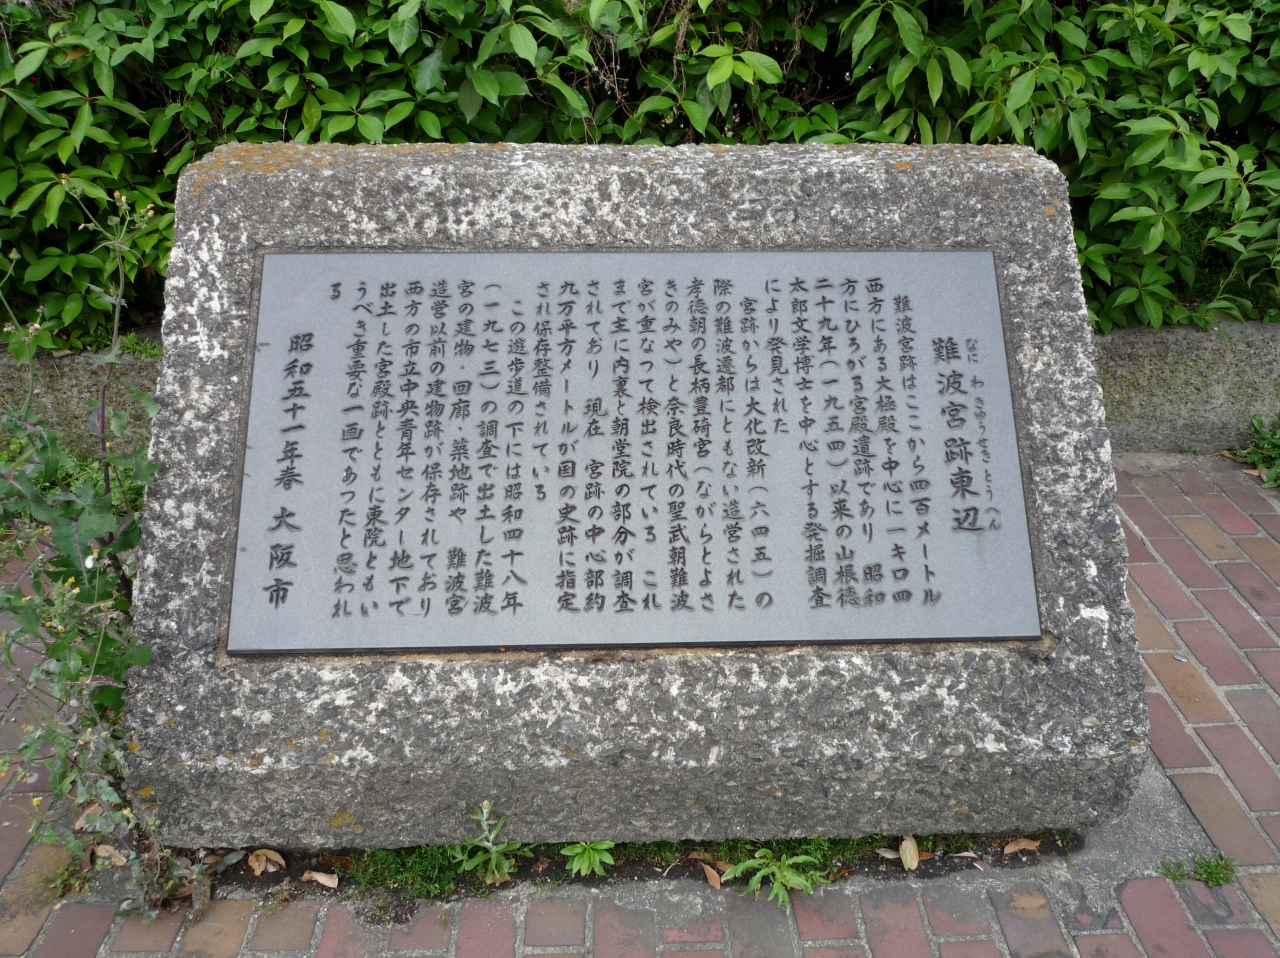 難波宮跡東辺
なにわきゅうせきとうへん
難波宮跡はここから四百メートル
西方にある大極殿を中心に一キロ四
方にひろがる宮殿遺跡であり 昭和
二十九年(一九五四)以来の山根徳
太郎文学博士を中心とする発掘調査
により発見された
宮跡からは大化改新(六四五)の
際の難波遷都にともない造営された
孝徳朝の長柄豊碕宮(ながらとよさ
きのみや)と奈良時代の聖武朝難波
宮が重なって検出されている これ
まで主に内裏と朝堂院の部分が調査
されており 現在 宮跡の中心部約
九万平方メートルが国の史跡に指定
され保存整備されている
この遊歩道の下には昭和四十八年
(一九七三)の調査で出土した難波
宮の建物・回廊・築地跡や 難波宮
造営以前の建物跡が保存されており
西方の市立中央青年センター地下で
出土した宮殿跡とともに東院ともい
うべき重要な一画であつたと思われ
る
昭和五十一年春 大阪市